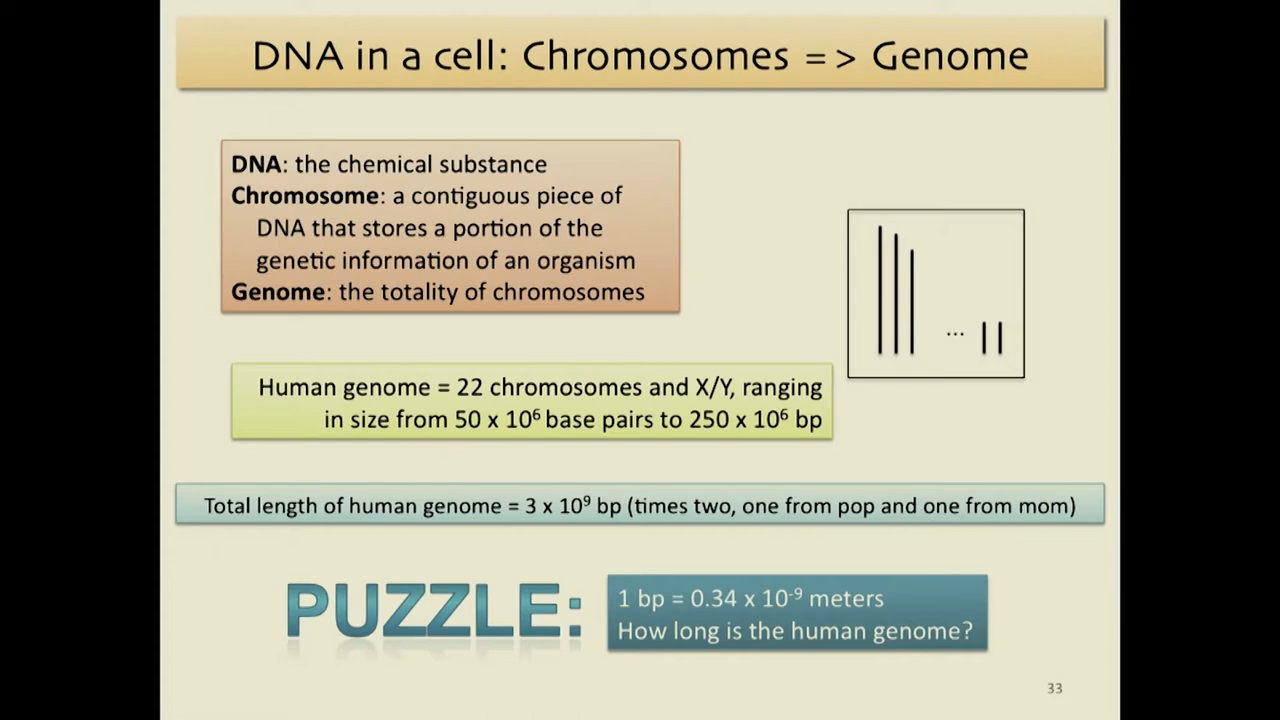 DNA in a cell: Chromosomes = > Genome
DNA: the chemical substance
Chromosome: a contiguous piece of
DNA that stores a portion of the
genetic information of an organism
Genome: the totality of chromosomes
...
Human genome = 22 chromosomes and X/Y, ranging
in size from 50 x 10⁶ base pairs to 250 x 10⁶ bp
Total length of human genome = 3 x 10⁹ bp (times two, one from pop and one from mom)
PUZZLE:
1 bp = 0.34 x 10⁻⁹ meters
How long is the human genome?
33